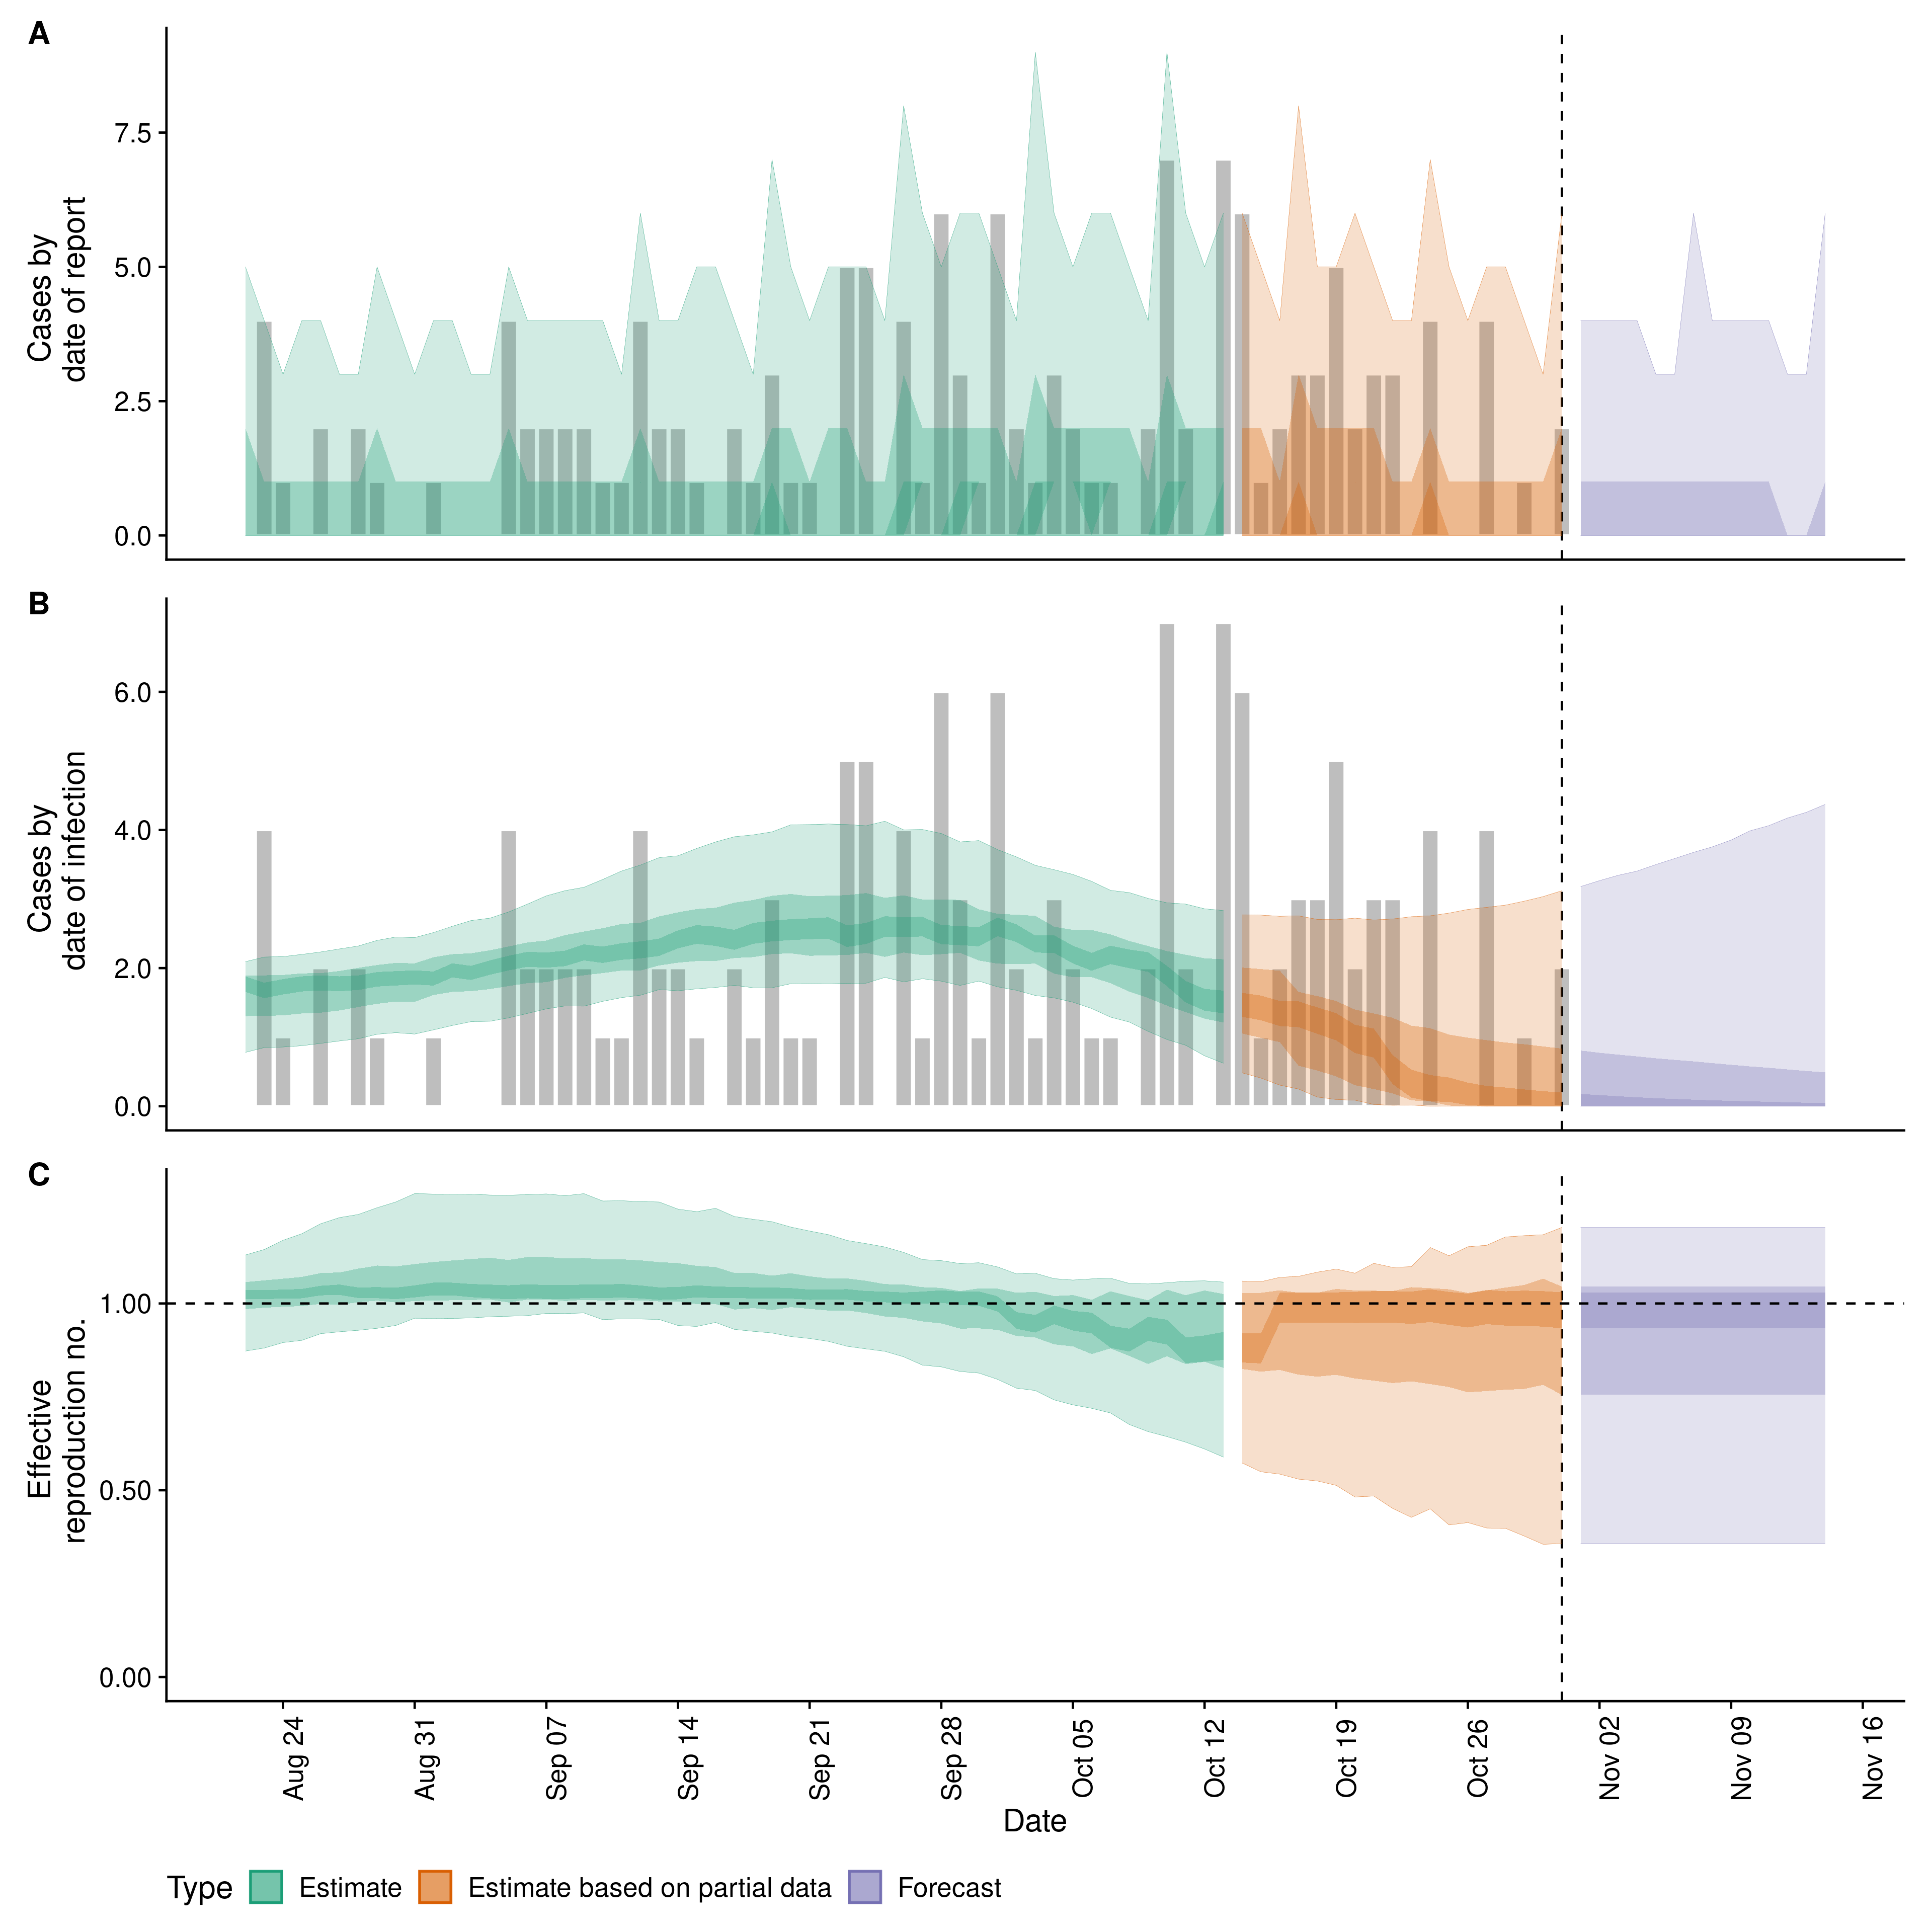 A
Cases by
date of report
7.5
5.0
2.5
0.0
B
Cases by
date of infection
6.0
4.0
2.0
0.0
C
Effective
reproduction no.
1.00
0.50
0.00
Aug 24
Aug 31
Sep 07
Sep 14
Sep 21
Sep 28
Oct 05
Oct 12
Oct 19
Oct 26
Nov 02
Nov 09
Nov 16
Date
Type Estimate Estimate based on partial data Forecast